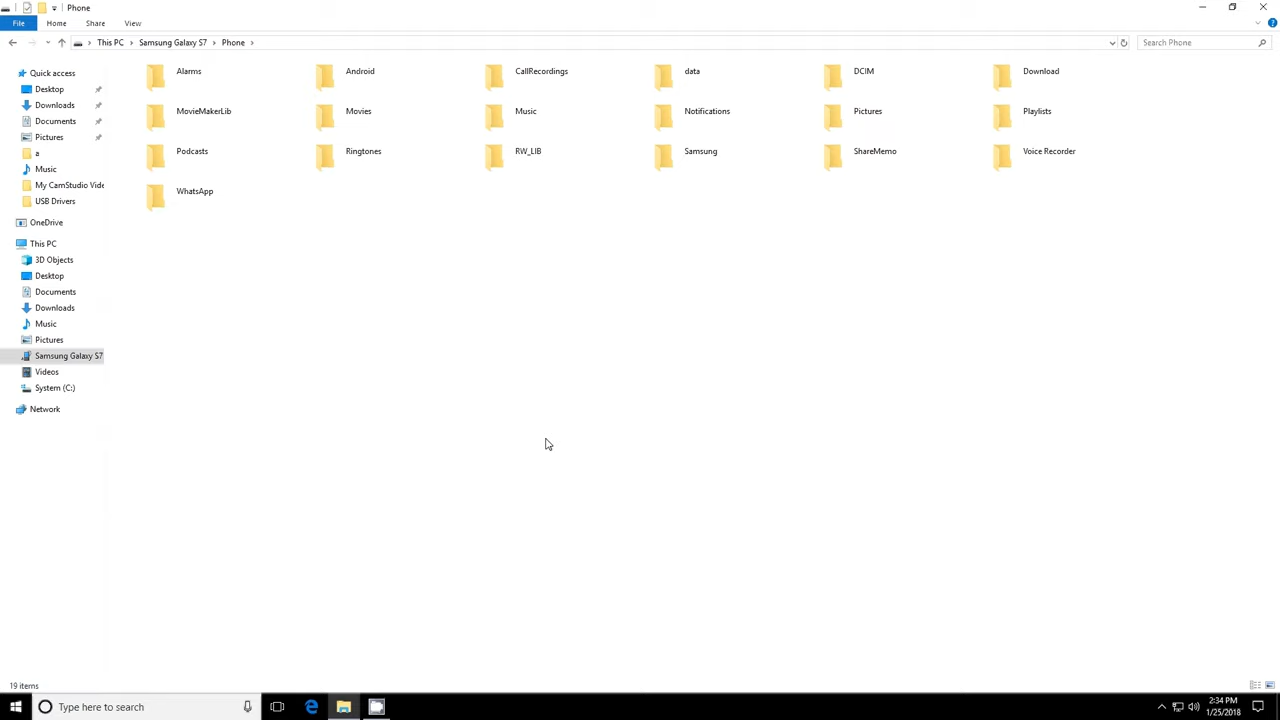 Phone
File Home Share View
This PC Samsung Galaxy S7 Phone
Search Phone
Quick access
Desktop
Downloads
Documents
Pictures
a
Music
My CamStudio Vide
USB Drivers
OneDrive
This PC
3D Objects
Desktop
Documents
Downloads
Music
Pictures
Samsung Galaxy S7
Videos
System (C:)
Network
Alarms Android CallRecordings data DCIM Download
MovieMakerLib Movies Music Notifications Pictures Playlists
Podcasts Ringtones RW_LIB Samsung ShareMemo Voice Recorder
WhatsApp
19 items
Type here to search
2:34 PM
1/25/2018